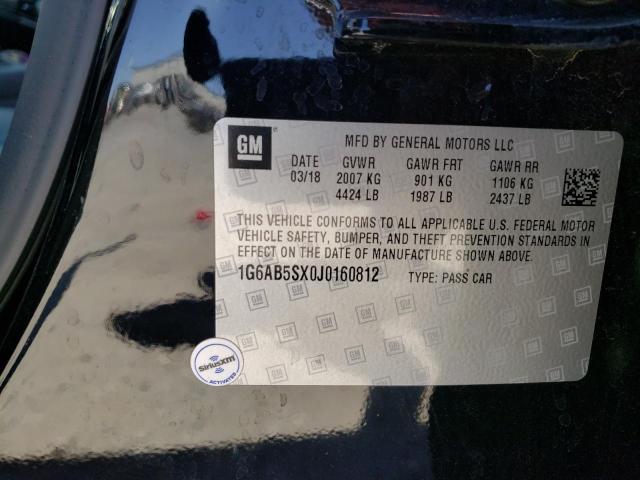 GM
MFD BY GENERAL MOTORS LLC
DATE GVWR GAWR FRT GAWR RR
03/18 2007 KG 901 KG 1106 KG
4424 LB 1987 LB 2437 LB
THIS VEHICLE CONFORMS TO ALL APPLICABLE U.S. FEDERAL MOTOR
VEHICLE SAFETY, BUMPER, AND THEFT PREVENTION STANDARDS IN
EFFECT ON THE DATE OF MANUFACTURE SHOWN ABOVE.
1G6AB5SX0J0160812 TYPE: PASS CAR
SiriusXM
ACTIVATED